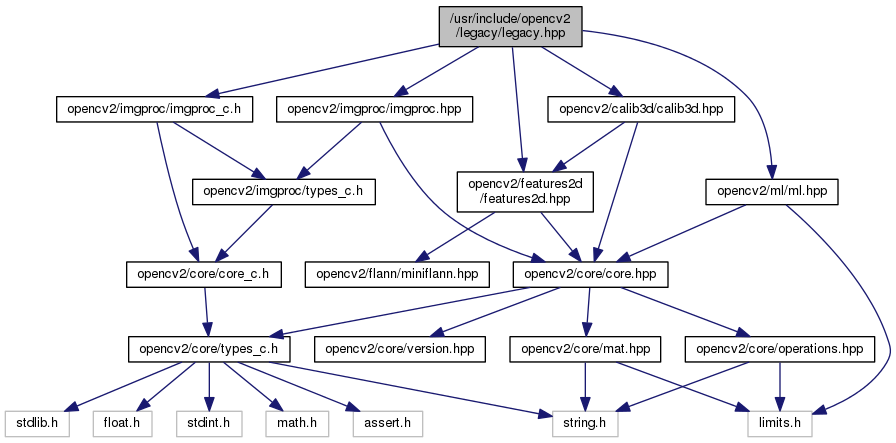 /usr/include/opencv2
/legacy/legacy.hpp
opencv2/imgproc/imgproc_c.h
opencv2/imgproc/imgproc.hpp
opencv2/calib3d/calib3d.hpp
opencv2/imgproc/types_c.h
opencv2/features2d
/features2d.hpp
opencv2/ml/ml.hpp
opencv2/core/core_c.h
opencv2/flann/miniflann.hpp
opencv2/core/core.hpp
opencv2/core/types_c.h
opencv2/core/version.hpp
opencv2/core/mat.hpp
opencv2/core/operations.hpp
stdlib.h
float.h
stdint.h
math.h
assert.h
string.h
limits.h